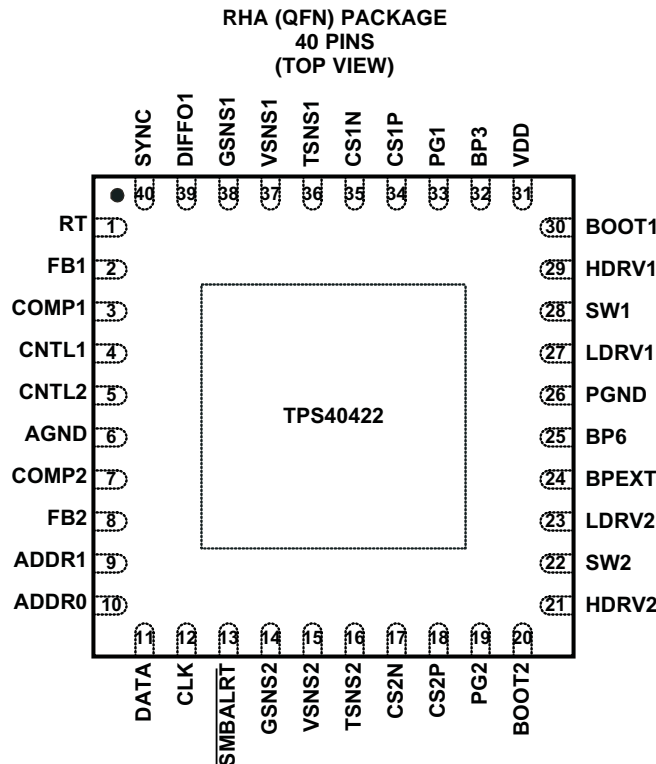 RHA (QFN) PACKAGE
40 PINS
(TOP VIEW)
SYNC
DIFFO1
GSNS1
VSNS1
TSNS1
CS1N
CS1P
PG1
BP3
VDD
40 39 38 37 36 35 34 33 32 31
RT 1
FB1 2
COMP1 3
CNTL1 4
CNTL2 5
AGND 6
COMP2 7
FB2 8
ADDR1 9
ADDR0 10
TPS40422
30 BOOT1
29 HDRV1
28 SW1
27 LDRV1
26 PGND
25 BP6
24 BPEXT
23 LDRV2
22 SW2
21 HDRV2
11 12 13 14 15 16 17 18 19 20
DATA
CLK
SMBALRT
GSNS2
VSNS2
TSNS2
CS2N
CS2P
PG2
BOOT2